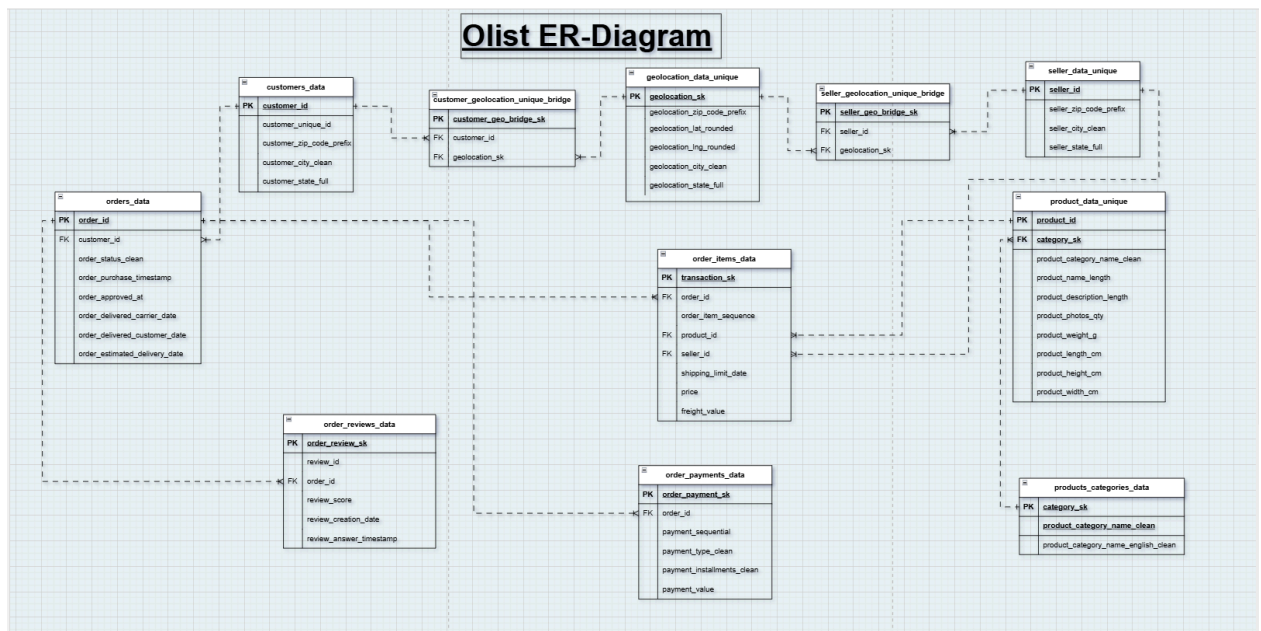 Olist ER-Diagram
customers_data
PK customer_id
customer_unique_id
customer_zip_code_prefix
customer_city_clean
customer_state_full
customer_geolocation_unique_bridge
PK customer_geo_bridge_sk
FK customer_id
FK geolocation_sk
geolocation_data_unique
PK geolocation_sk
geolocation_zip_code_prefix
geolocation_lat_rounded
geolocation_lng_rounded
geolocation_city_clean
geolocation_state_full
seller_geolocation_unique_bridge
PK seller_geo_bridge_sk
FK seller_id
FK geolocation_sk
seller_data_unique
PK seller_id
seller_zip_code_prefix
seller_city_clean
seller_state_full
orders_data
PK order_id
FK customer_id
order_status_clean
order_purchase_timestamp
order_approved_at
order_delivered_carrier_date
order_delivered_customer_date
order_estimated_delivery_date
order_items_data
PK transaction_sk
FK order_id
order_item_sequence
FK product_id
FK seller_id
shipping_limit_date
price
freight_value
product_data_unique
PK product_id
FK category_sk
product_category_name_clean
product_name_length
product_description_length
product_photos_qty
product_weight_g
product_length_cm
product_height_cm
product_width_cm
order_reviews_data
PK order_review_sk
review_id
FK order_id
review_score
review_creation_date
review_answer_timestamp
order_payments_data
PK order_payment_sk
FK order_id
payment_sequential
payment_type_clean
payment_installments_clean
payment_value
products_categories_data
PK category_sk
product_category_name_clean
product_category_name_english_clean